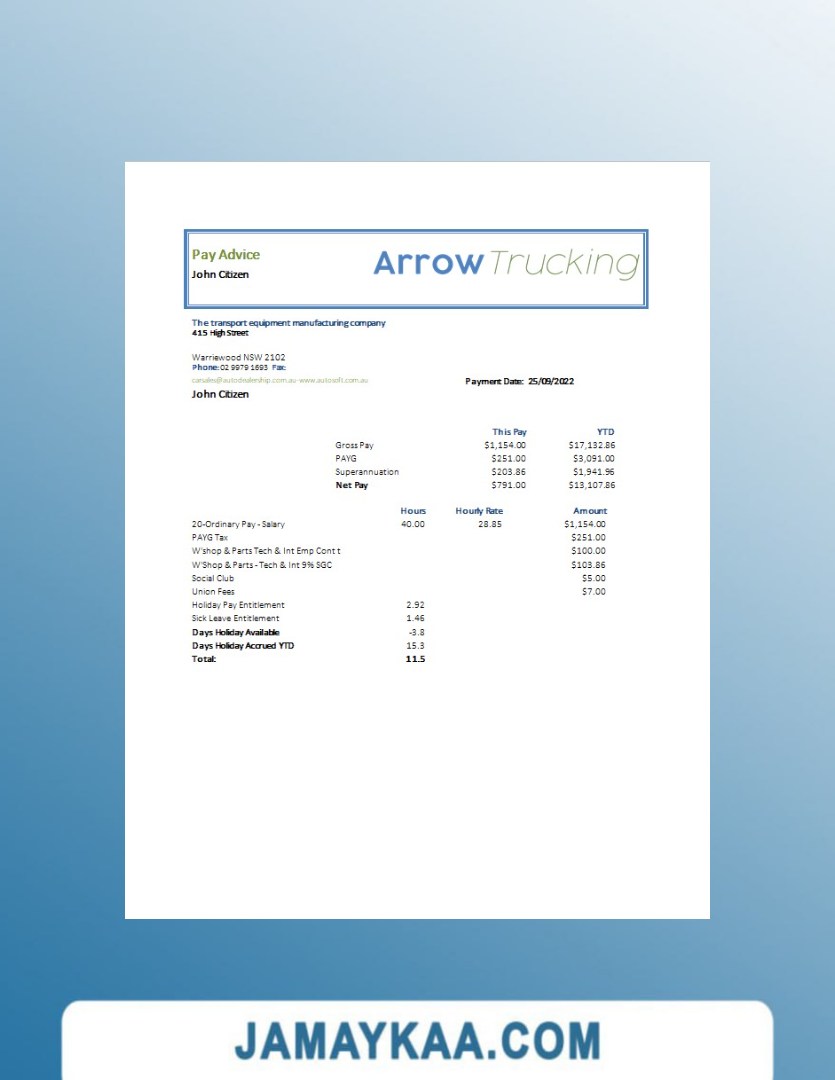 Pay Advice
ArrowTrucking
John Citizen
The transport equipment manufacturing company
415 High Street
Warriewood NSW 2102
Phone: 02 9979 1693 Fax:
carsales@autodealership.com.au-www.autosoft.com.au
Payment Date: 25/09/2022
John Citizen
This Pay YTD
Gross Pay $1,154.00 $17,132.86
PAYG $251.00 $3,091.00
Superannuation $203.86 $1,941.96
Net Pay $791.00 $13,107.86
Hours Hourly Rate Amount
20-Ordinary Pay - Salary 40.00 28.85 $1,154.00
PAYG Tax $251.00
W'shop & Parts Tech & Int Emp Cont t $100.00
W'Shop & Parts - Tech & Int 9% SGC $103.86
Social Club $5.00
Union Fees $7.00
Holiday Pay Entitlement 2.92
Sick Leave Entitlement 1.46
Days Holiday Available -3.8
Days Holiday Accrued YTD 15.3
Total: 11.5
JAMAYKAA.COM